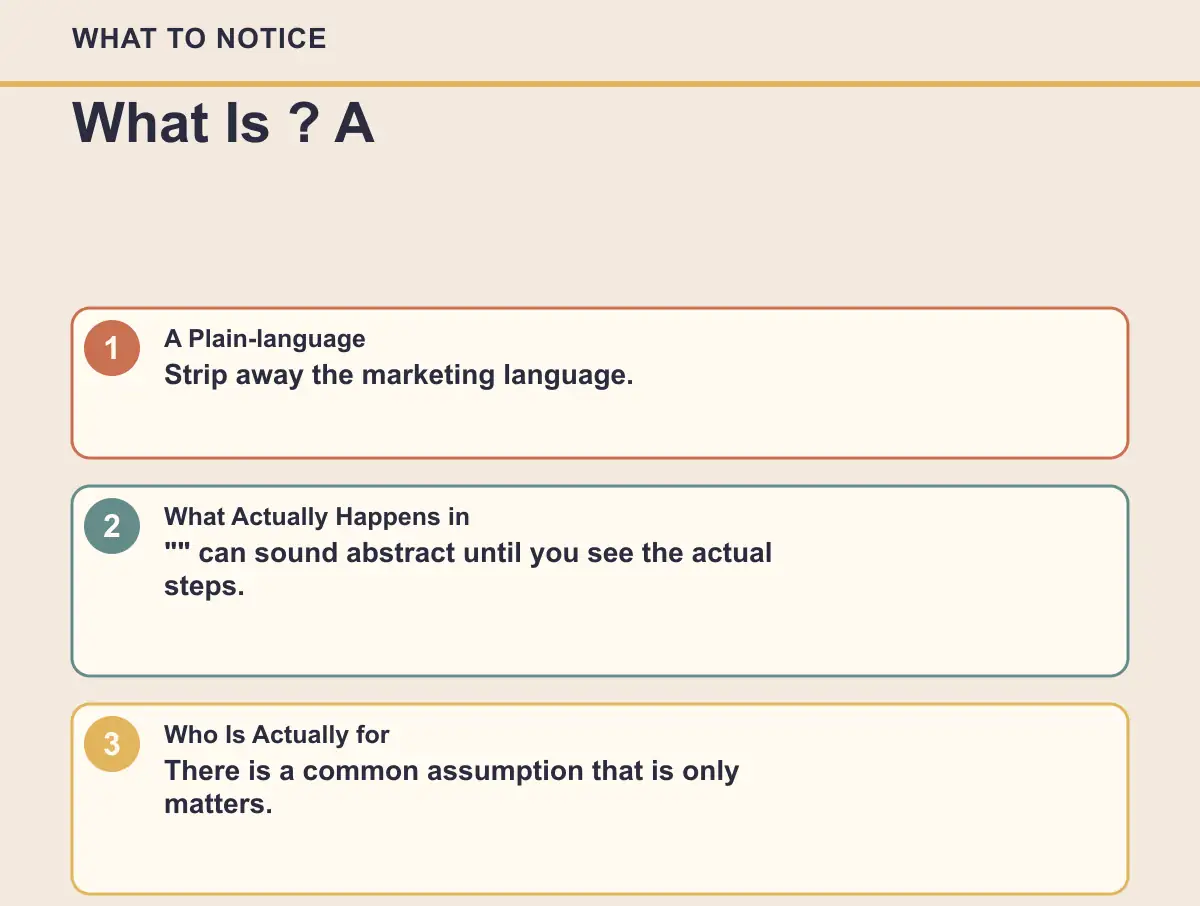 WHAT TO NOTICE
What Is ? A
1
A Plain-language
Strip away the marketing language.
2
What Actually Happens in
"" can sound abstract until you see the actual
steps.
3
Who Is Actually for
There is a common assumption that is only
matters.